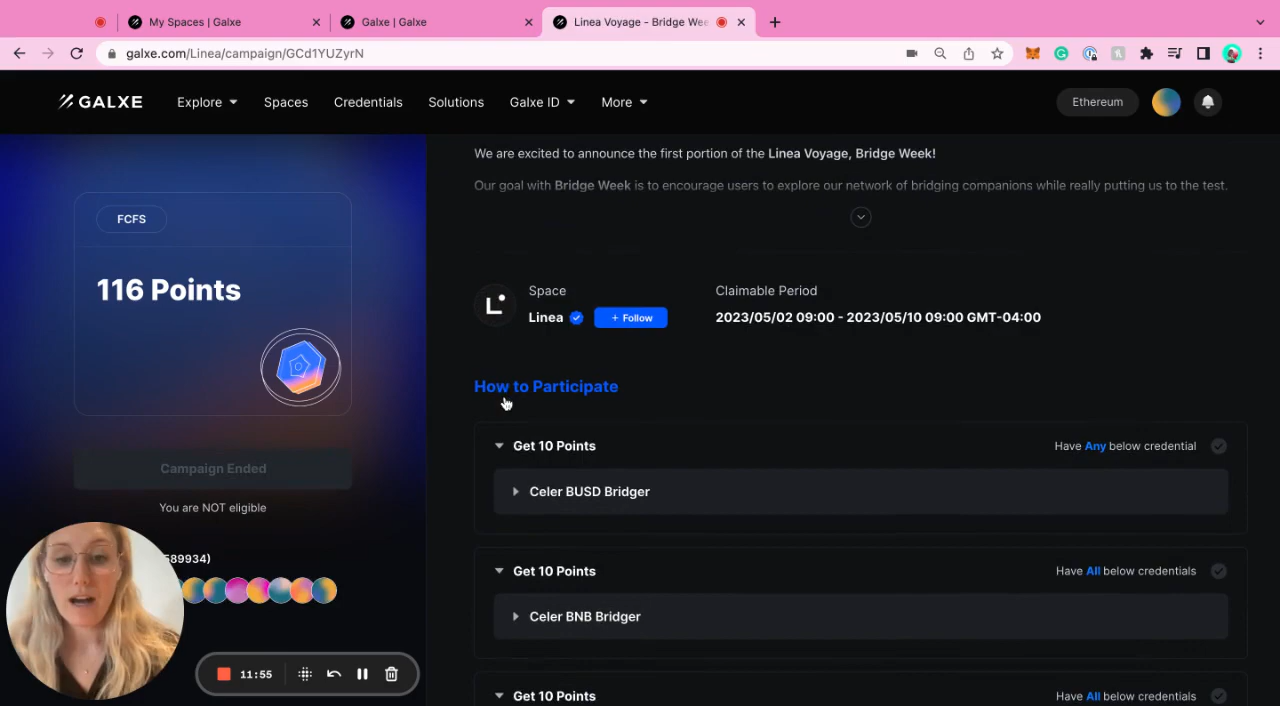 My Spaces | Galxe
Galxe | Galxe
Linea Voyage - Bridge Wee
galxe.com/Linea/campaign/GCd1YUZyrN
GALXE
Explore
Spaces
Credentials
Solutions
Galxe ID
More
Ethereum
FCFS
116 Points
Campaign Ended
You are NOT eligible
589934)
11:55
We are excited to announce the first portion of the Linea Voyage, Bridge Week!
Our goal with Bridge Week is to encourage users to explore our network of bridging companions while really putting us to the test.
Space
Linea
+ Follow
Claimable Period
2023/05/02 09:00 - 2023/05/10 09:00 GMT-04:00
How to Participate
Get 10 Points
Have Any below credential
Celer BUSD Bridger
Get 10 Points
Have All below credentials
Celer BNB Bridger
Get 10 Points
Have All below credentials